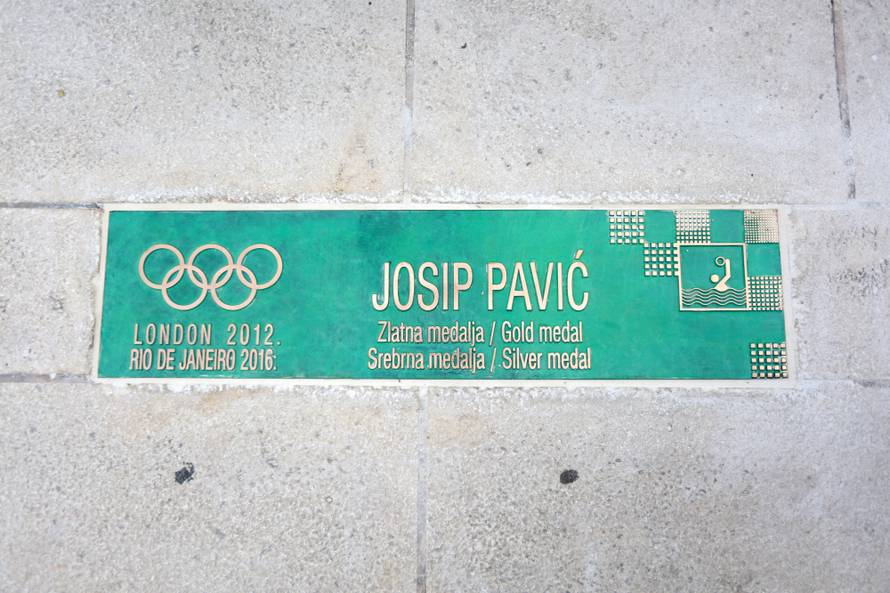 LONDON 2012.
RIO DE JANEIRO 2016.
JOSIP PAVIĆ
Zlatna medalja / Gold medal
Srebrna medalja / Silver medal